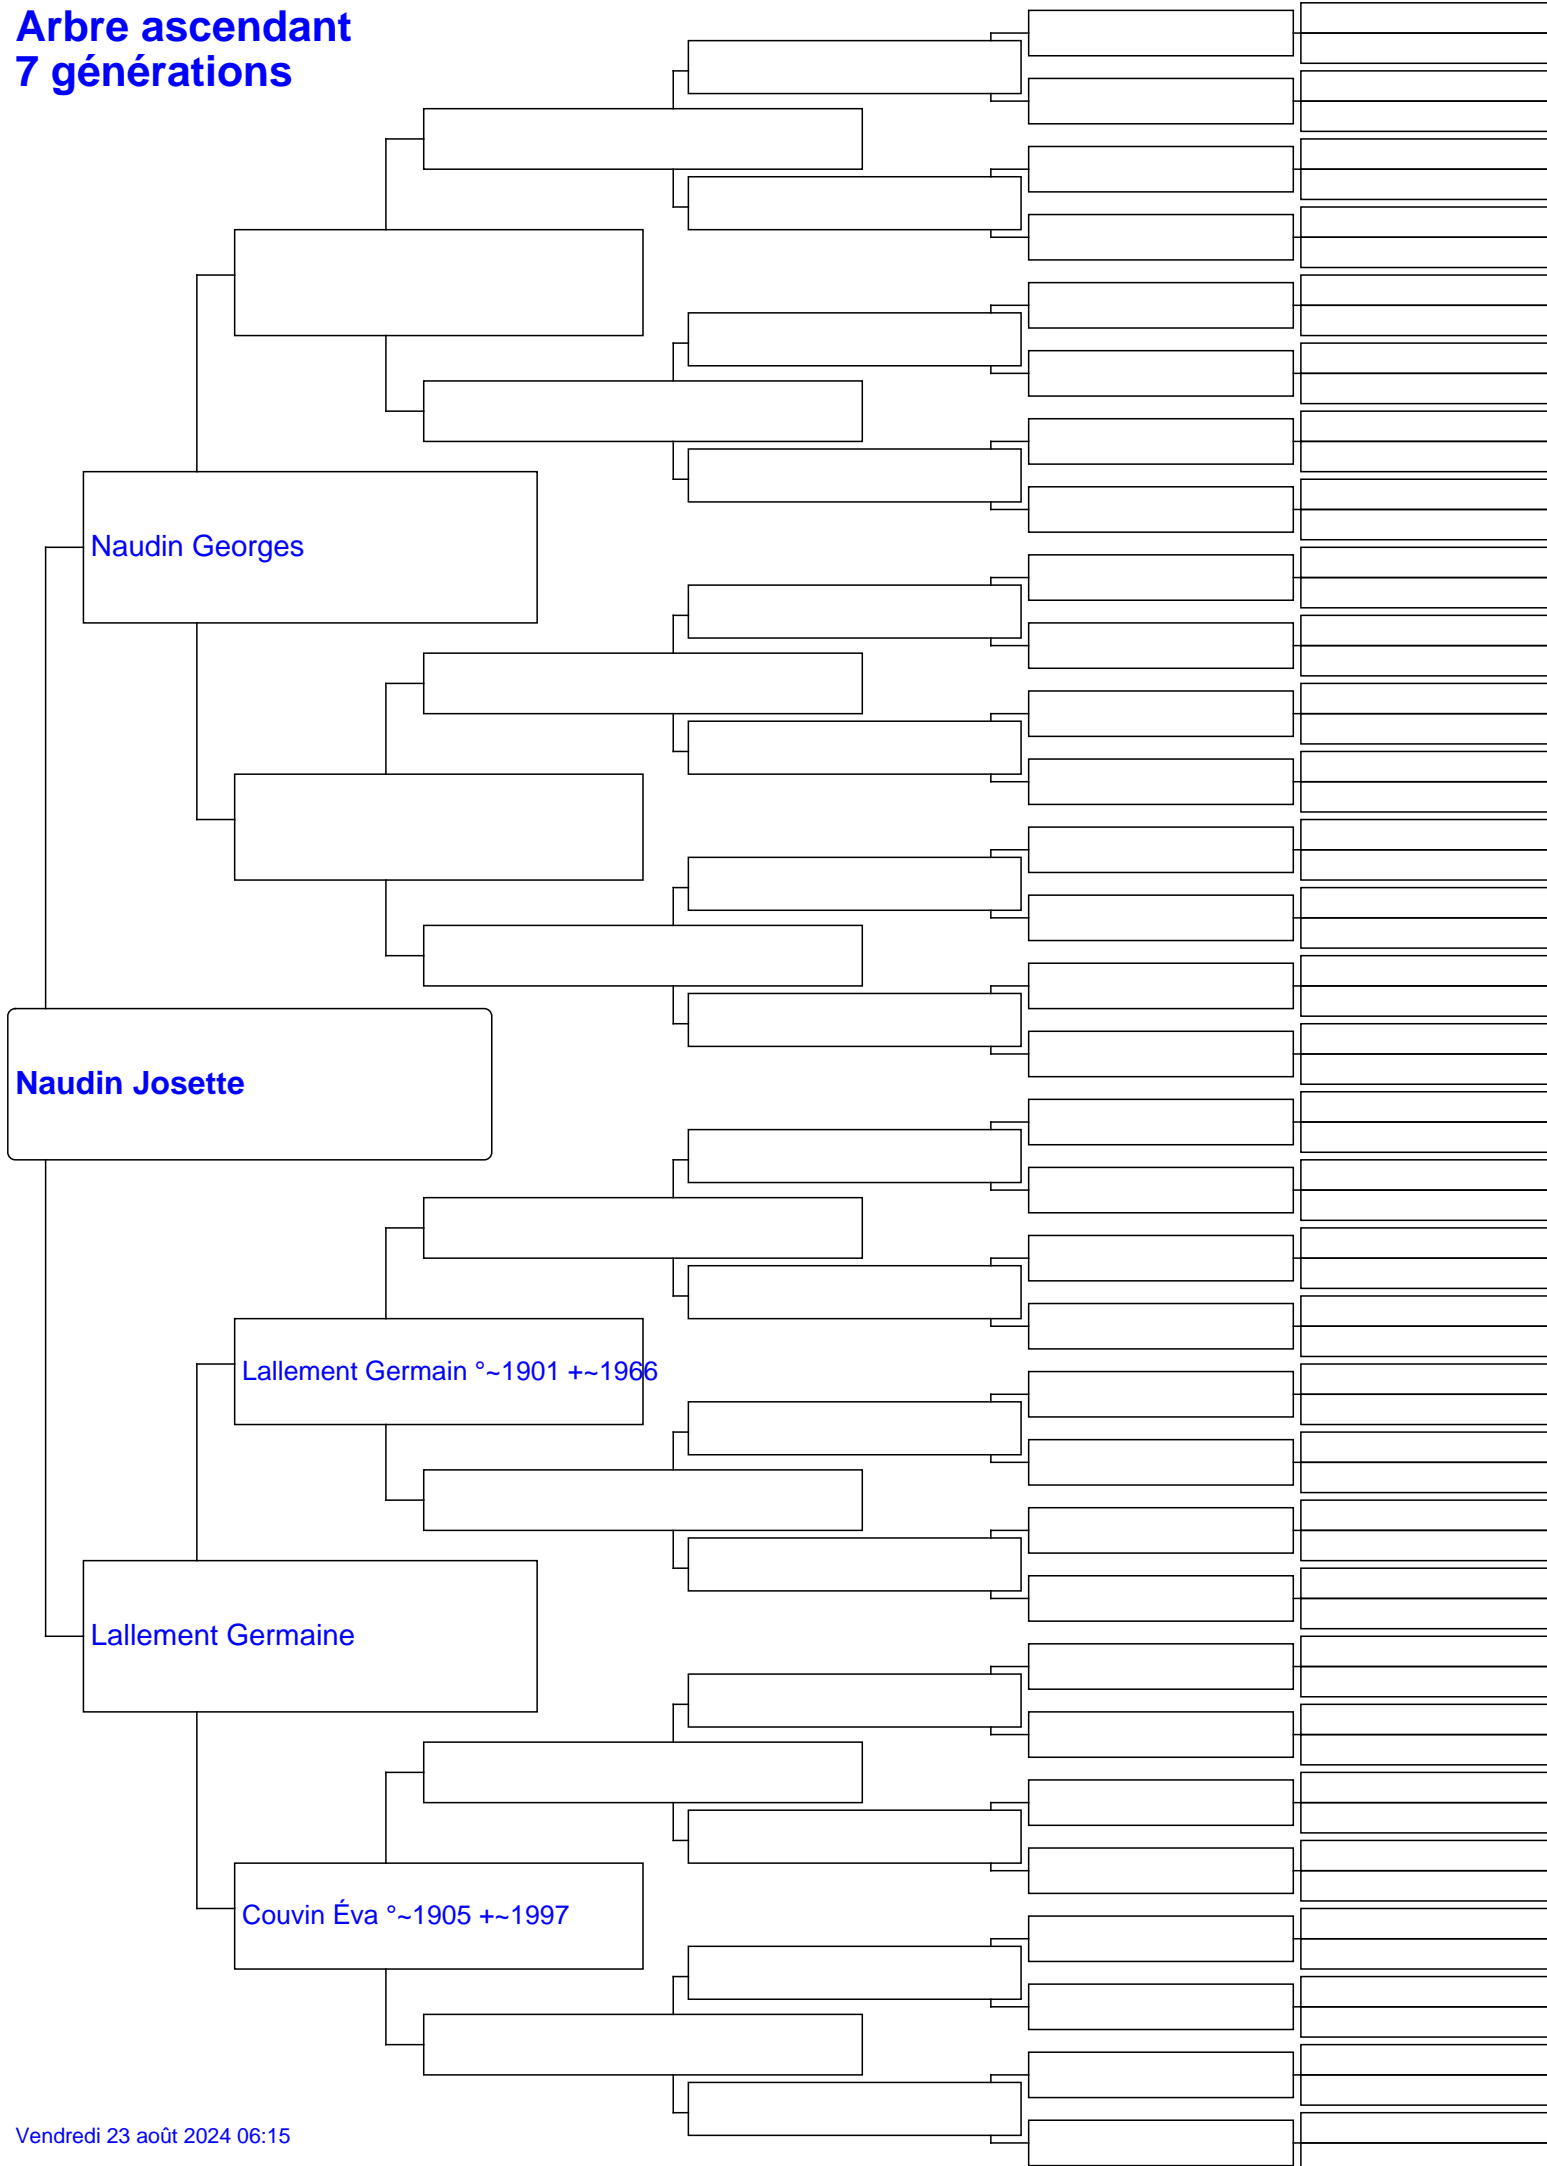 Arbre ascendant
7 générations
Naudin Georges
Naudin Josette
Lallement Germain °~1901 +~1966
Lallement Germaine
Couvin Éva °~1905 +~1997
Vendredi 23 août 2024 06:15